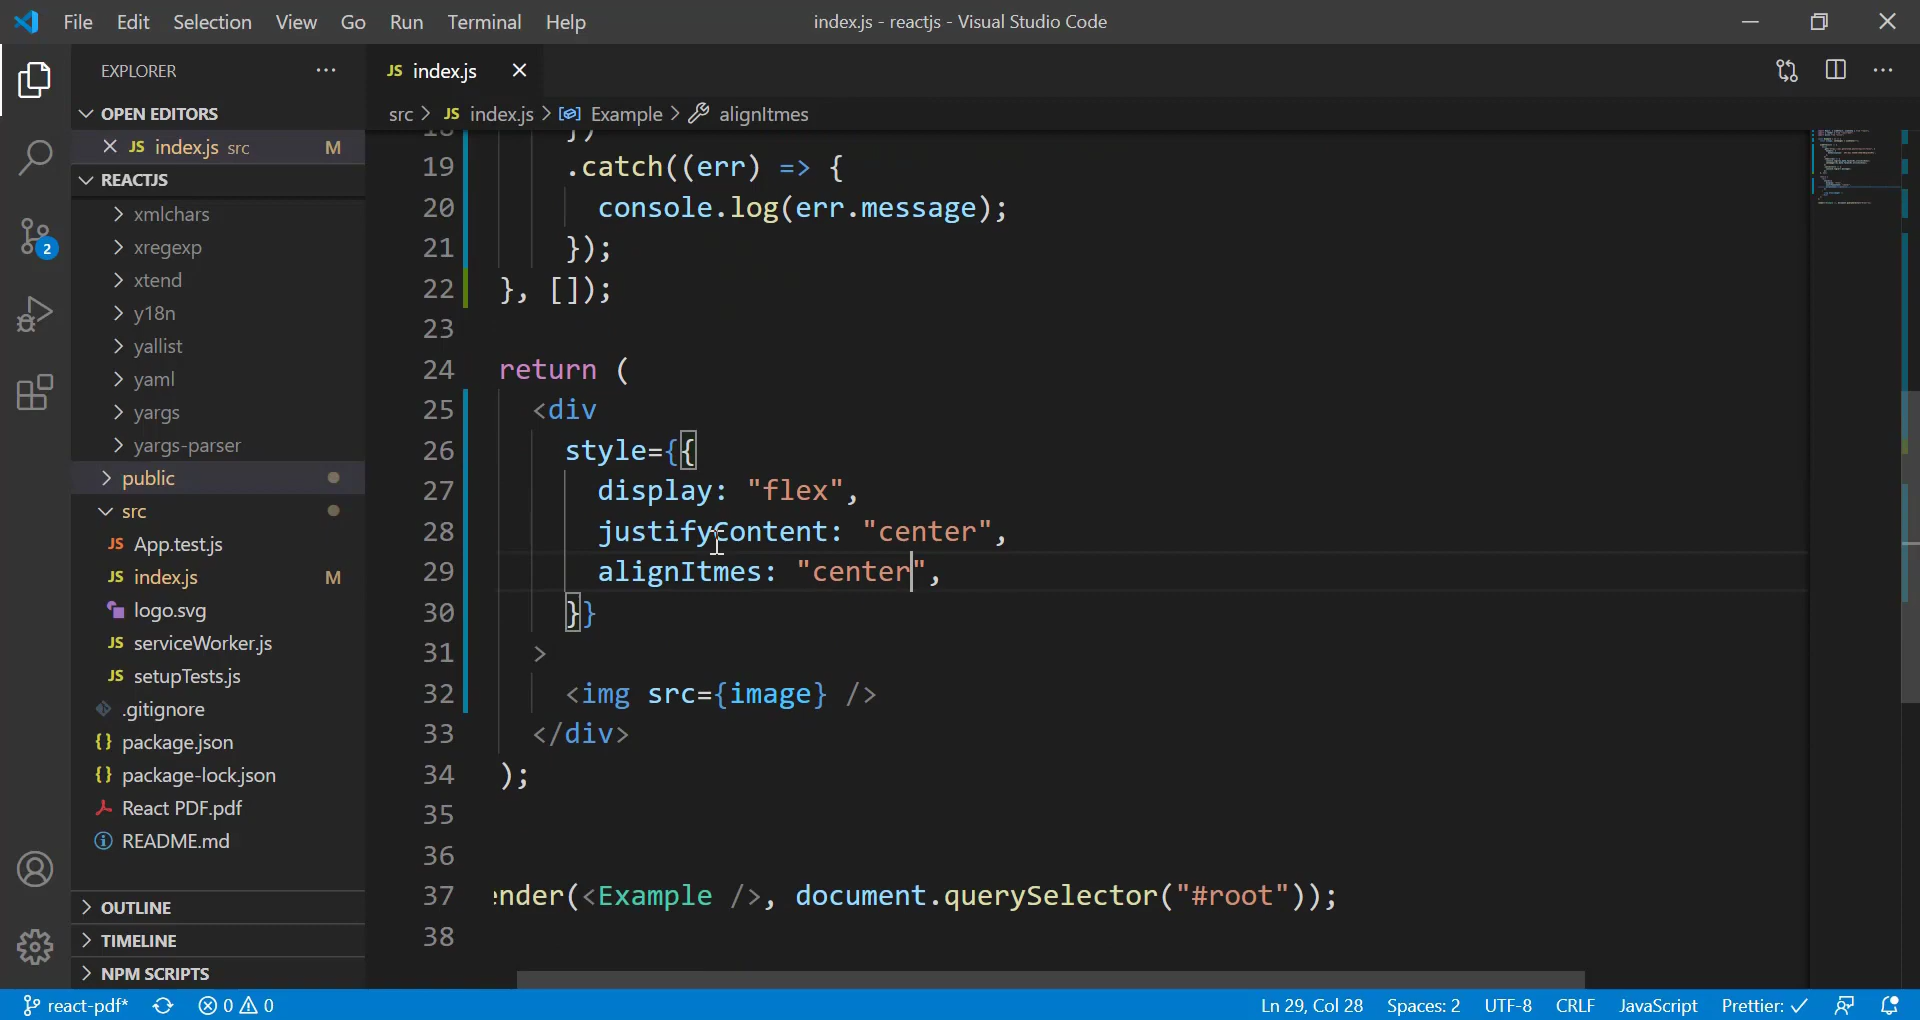 File Edit Selection View Go Run Terminal Help index.js - reactjs - Visual Studio Code
EXPLORER
OPEN EDITORS
JS index.js src M
REACTJS
xmlchars
xregexp
xtend
y18n
yallist
yaml
yargs
yargs-parser
public
src
JS App.test.js
JS index.js M
logo.svg
JS serviceWorker.js
JS setupTests.js
.gitignore
{} package.json
{} package-lock.json
React PDF.pdf
README.md
OUTLINE
TIMELINE
NPM SCRIPTS
2
JS index.js
src > JS index.js > Example > alignItmes
18 })
19 .catch((err) => {
20 console.log(err.message);
21 });
22 }, []);
23
24 return (
25 <div
26 style={{
27 display: "flex",
28 justifyContent: "center",
29 alignItmes: "center",
30 }}
31 >
32 <img src={image} />
33 </div>
34 );
35
36
37 ender(<Example />, document.querySelector("#root"));
38
react-pdf* 0 0 Ln 29, Col 28 Spaces: 2 UTF-8 CRLF JavaScript Prettier: ✓